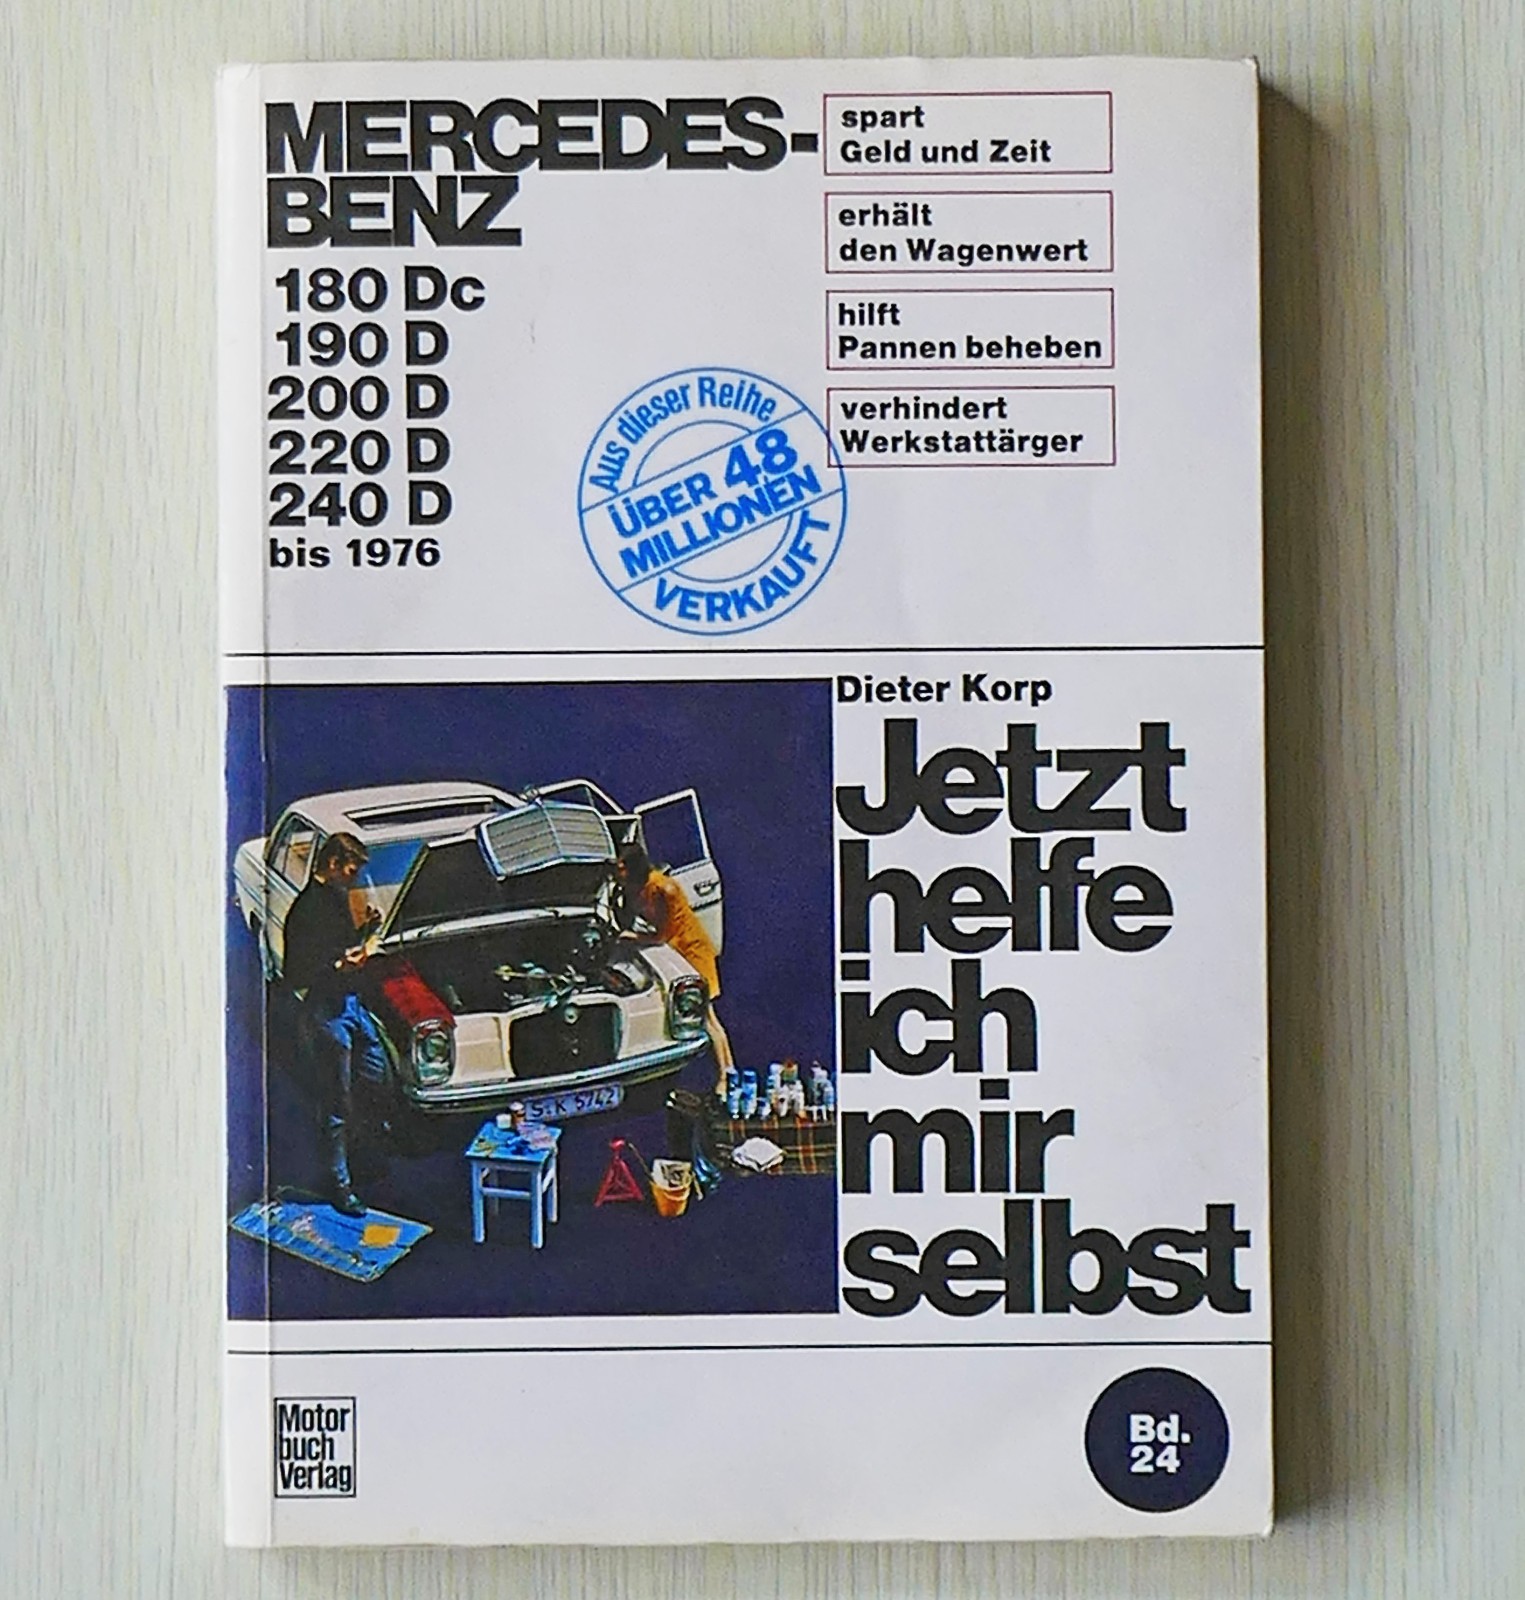 MERCEDES-
BENZ
180 Dc
190 D
200 D
220 D
240 D
bis 1976
spart
Geld und Zeit
erhält
den Wagenwert
hilft
Pannen beheben
verhindert
Werkstattärger
Aus dieser Reihe
ÜBER 48
MILLIONEN
VERKAUFT
Dieter Korp
Jetzt
helfe
ich
mir
selbst
S-K 5742
Motor
buch
Verlag
Bd.
24